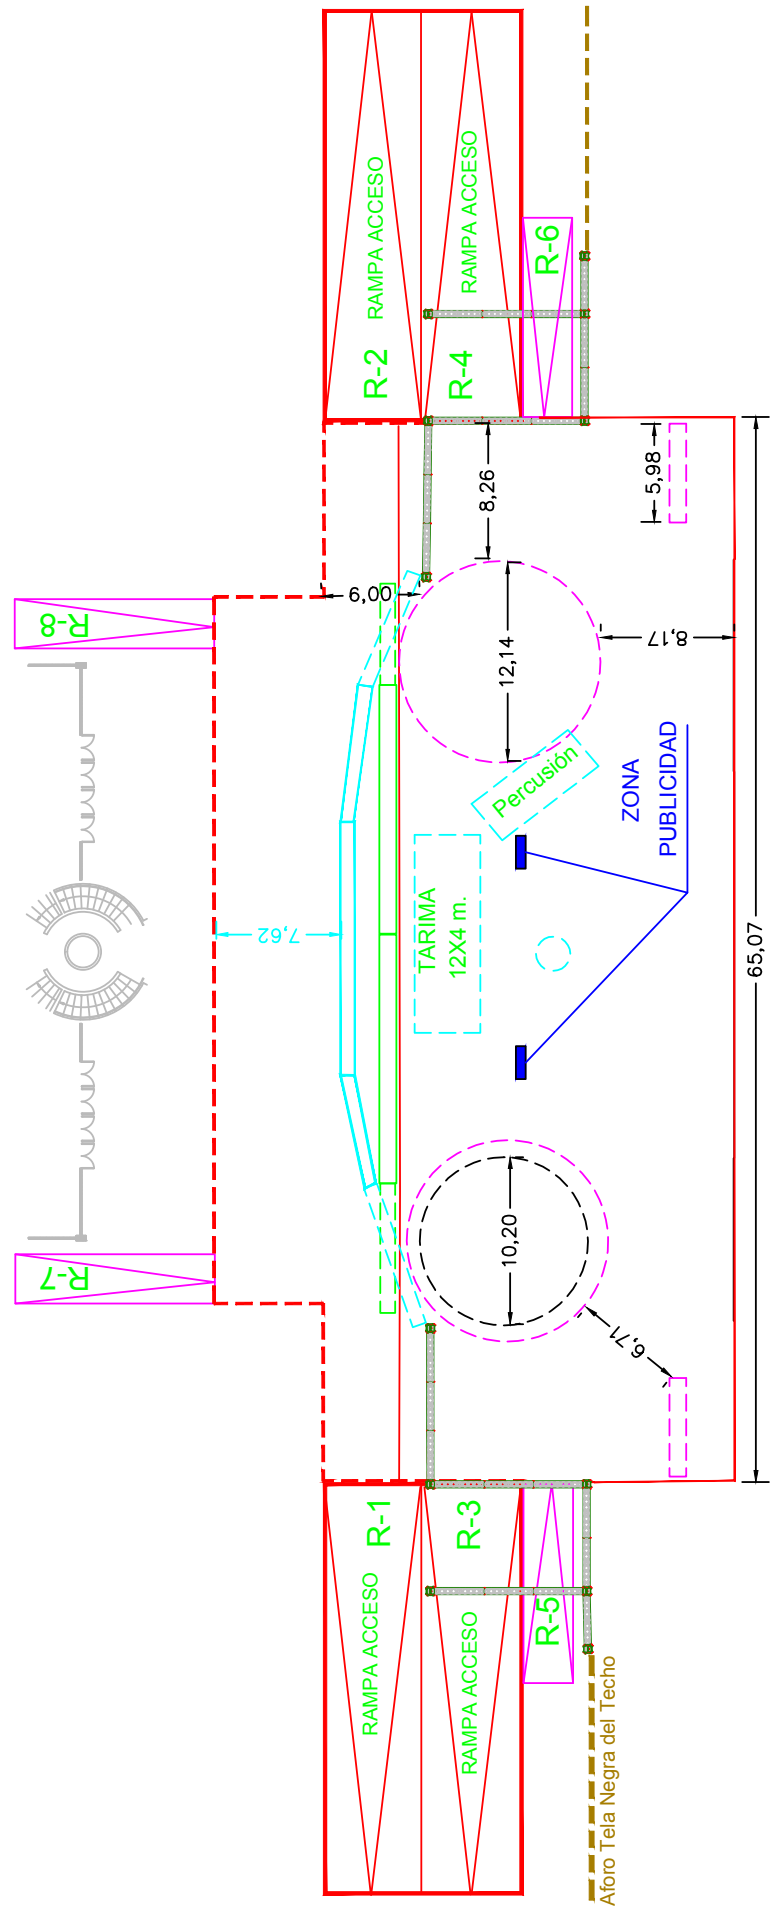 RAMPA ACCESO
RAMPA ACCESO
R-2
R-4
R-6
8,26
5,98
6,00
R-8
12,14
8,17
Percusión
ZONA
PUBLICIDAD
TARIMA
12X4 m.
7,62
65,07
10,20
R-7
6,71
R-1
R-3
R-5
RAMPA ACCESO
RAMPA ACCESO
Aforo Tela Negra del Techo